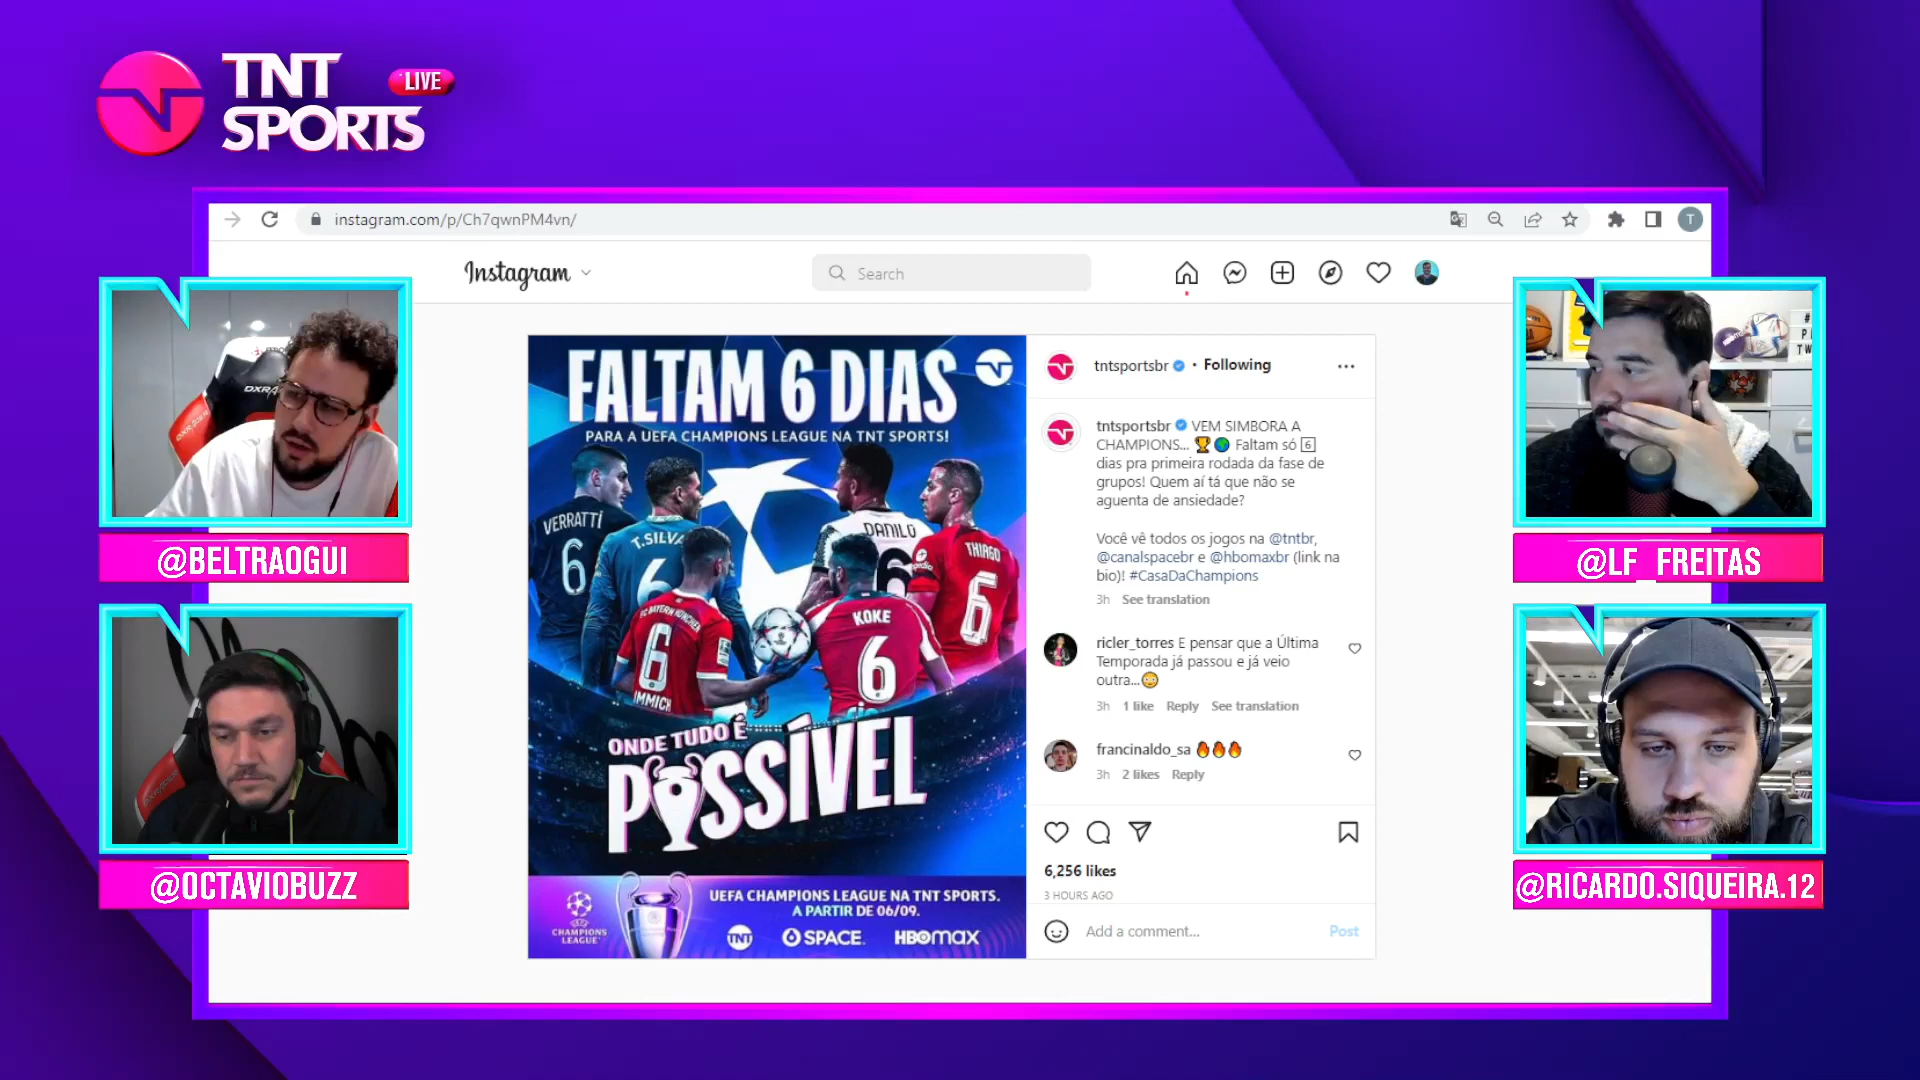 TNT
SPORTS
LIVE
instagram.com/p/Ch7qwnPM4vn/
T
Instagram
Search
@BELTRAOGUI
@OCTAVIOBUZZ
FALTAM 6 DIAS
PARA A UEFA CHAMPIONS LEAGUE NA TNT SPORTS!
VERRATTI
6
T.SILVA
6
DANILO
6
THIAGO
6
FC BAYERN MÜNCHEN
6
IMMICH
KOKE
6
ONDE TUDO É
POSSÍVEL
UEFA
CHAMPIONS
LEAGUE
UEFA CHAMPIONS LEAGUE NA TNT SPORTS.
A PARTIR DE 06/09.
TNT
SPACE
HBOMAX
tntsportsbr • Following
tntsportsbr VEM SIMBORA A
CHAMPIONS... 🏆🌎 Faltam só 6️⃣
dias pra primeira rodada da fase de
grupos! Quem aí tá que não se
aguenta de ansiedade?
Você vê todos os jogos na @tntbr,
@canalspacebr e @hbomaxbr (link na
bio)! #CasaDaChampions
3h See translation
ricler_torres E pensar que a Última
Temporada já passou e já veio
outra...😳
3h 1 like Reply See translation
francinaldo_sa 🔥🔥🔥
3h 2 likes Reply
6,256 likes
3 HOURS AGO
Add a comment...
Post
@LF_FREITAS
@RICARDO.SIQUEIRA.12